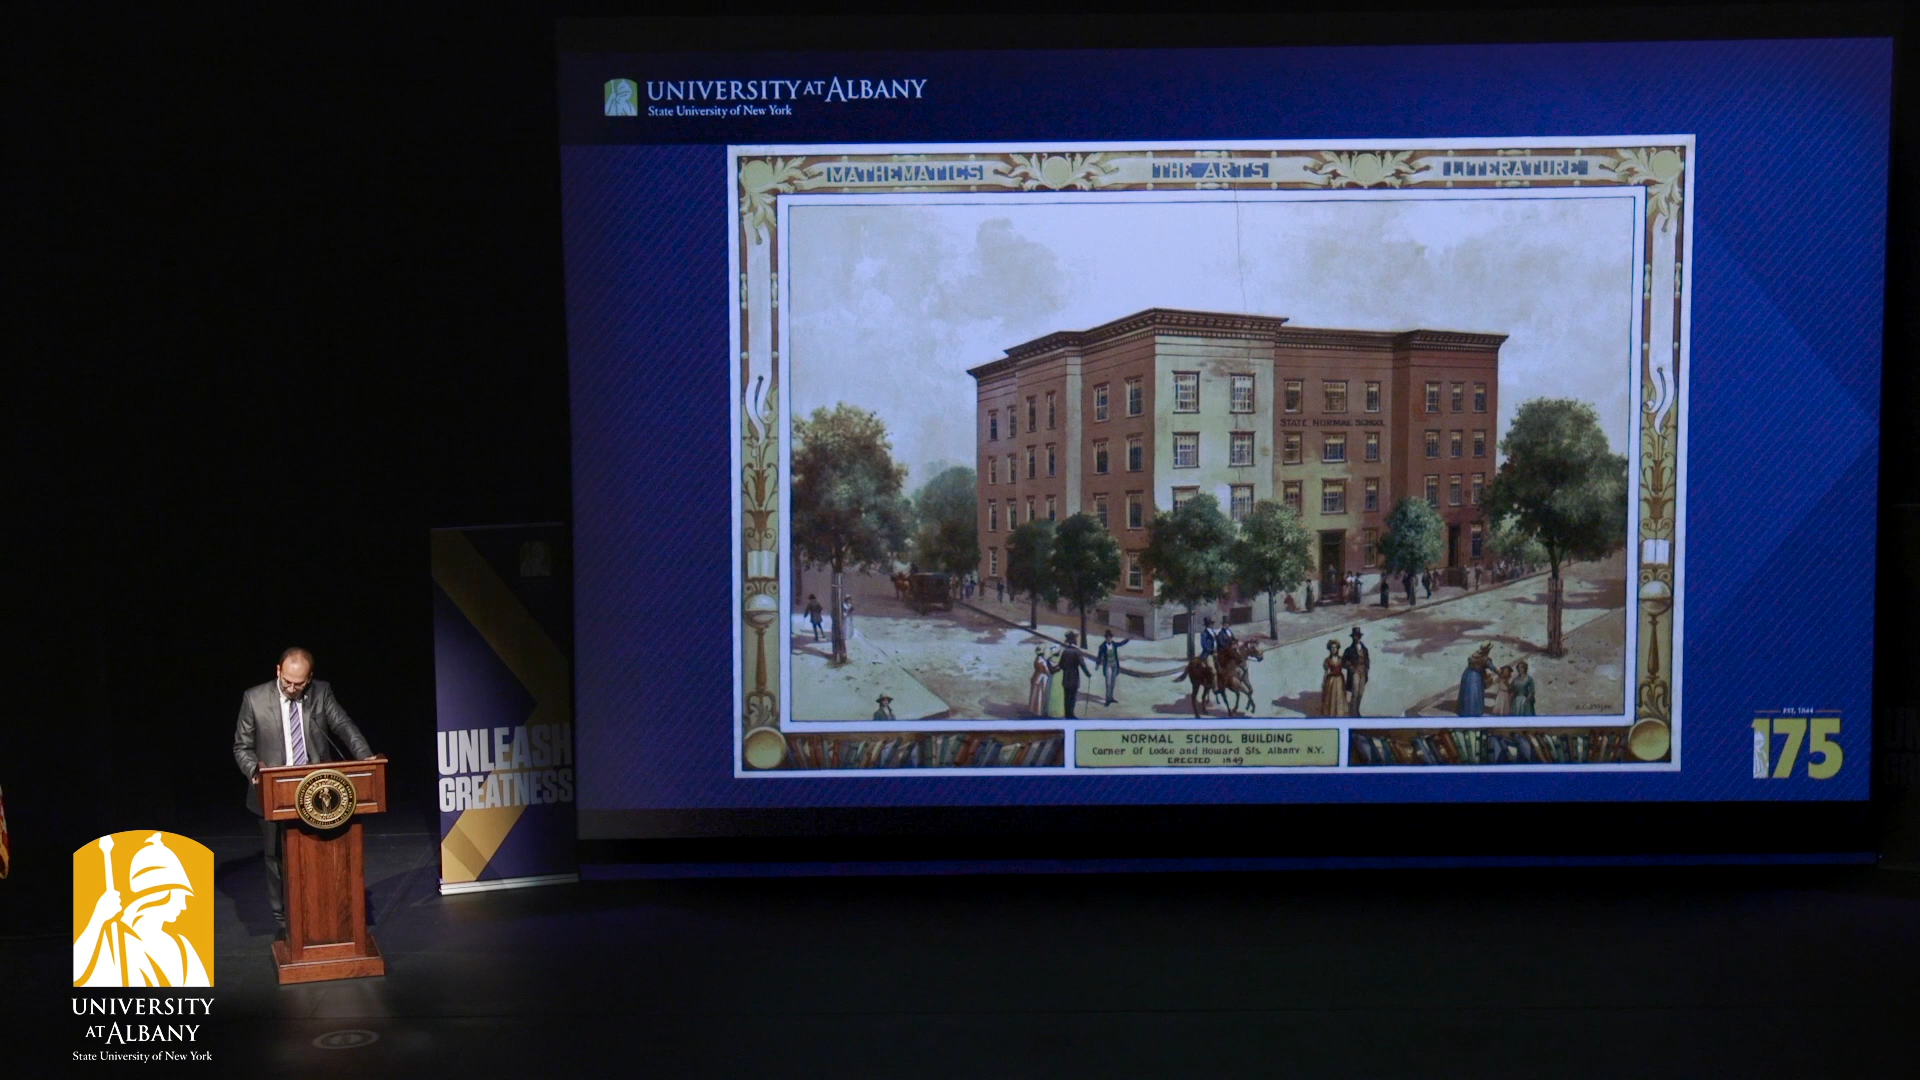 UNIVERSITY AT ALBANY
State University of New York
MATHEMATICS
THE ARTS
LITERATURE
STATE NORMAL SCHOOL
NORMAL SCHOOL BUILDING
Corner Of Lodge and Howard Sts. Albany N.Y.
ERECTED 1849
EST. 1844
175
UNLEASH
GREATNESS
UNIVERSITY
AT ALBANY
State University of New York